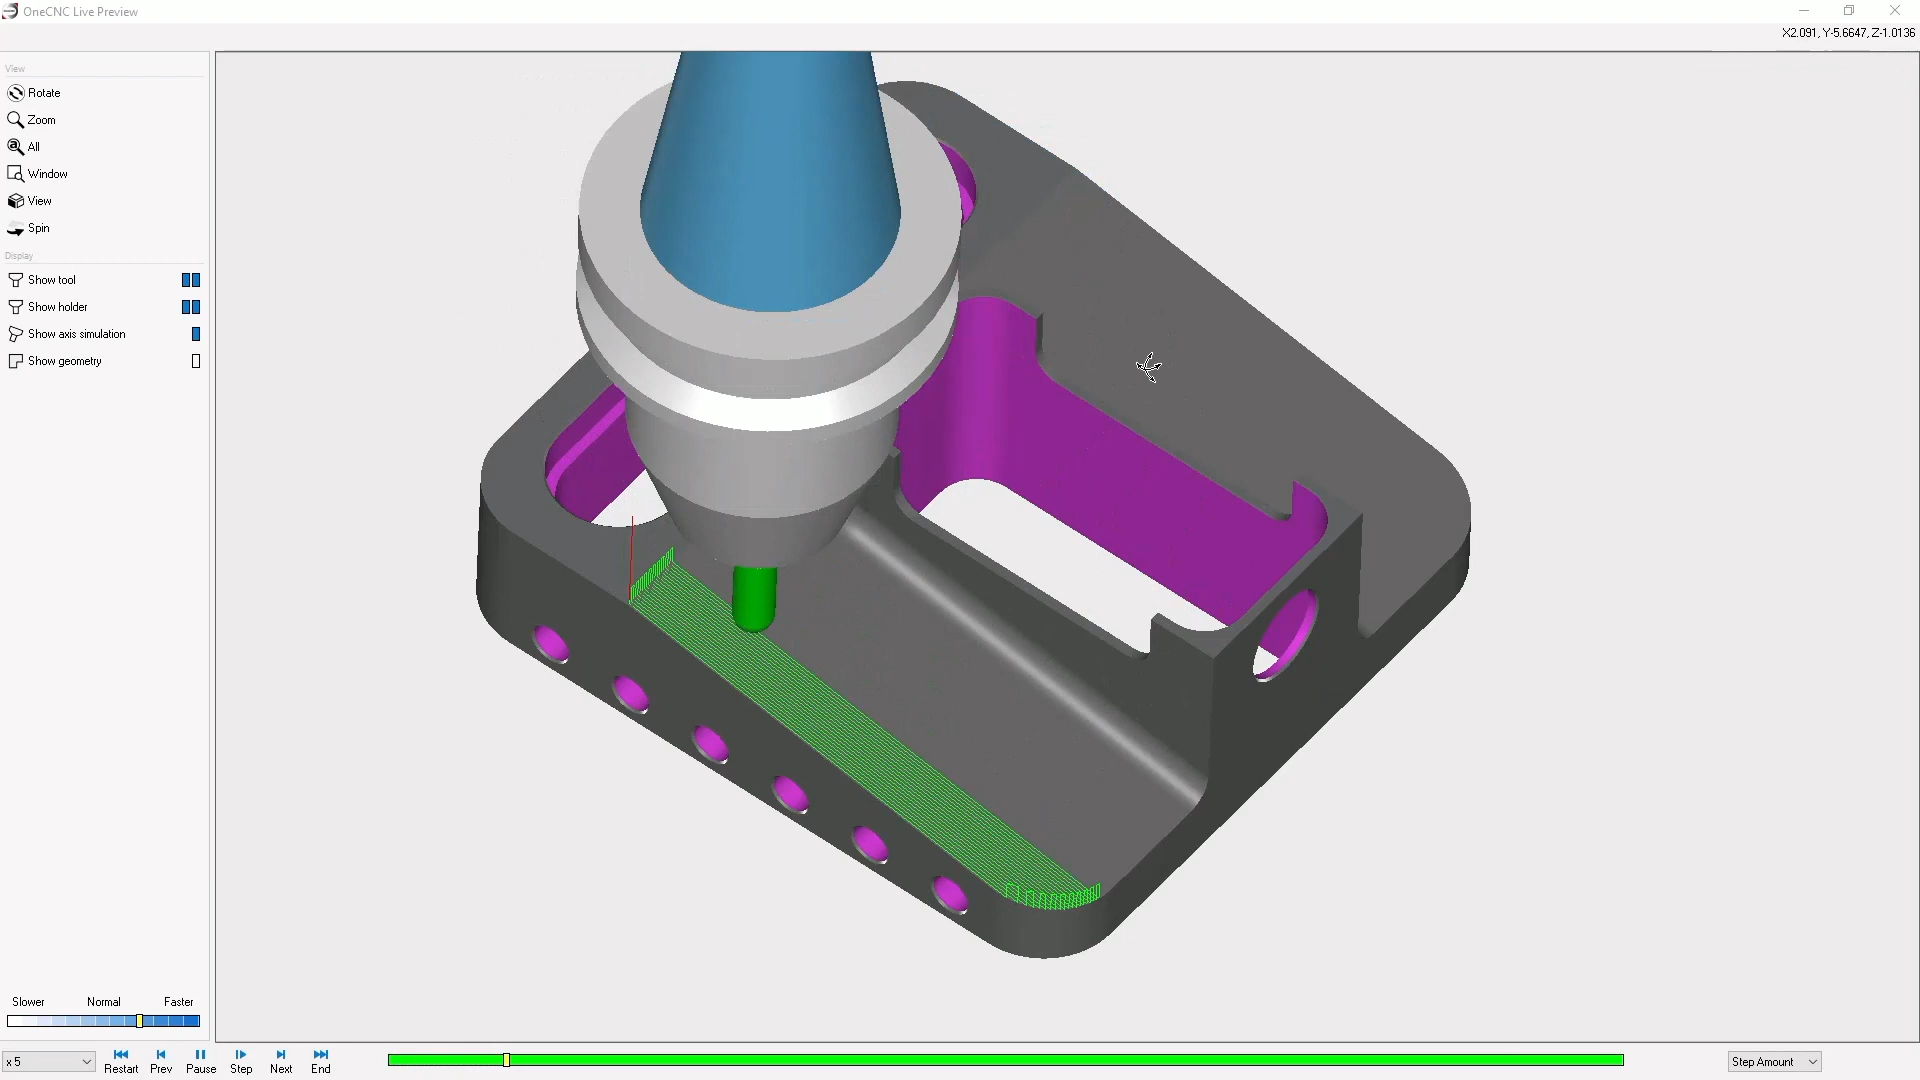 OneCNC Live Preview
X2.091, Y-5.6647, Z-1.0136
View
Rotate
Zoom
All
Window
View
Spin
Display
Show tool
Show holder
Show axis simulation
Show geometry
Slower Normal Faster
x 5
Restart Prev Pause Step Next End
Step Amount